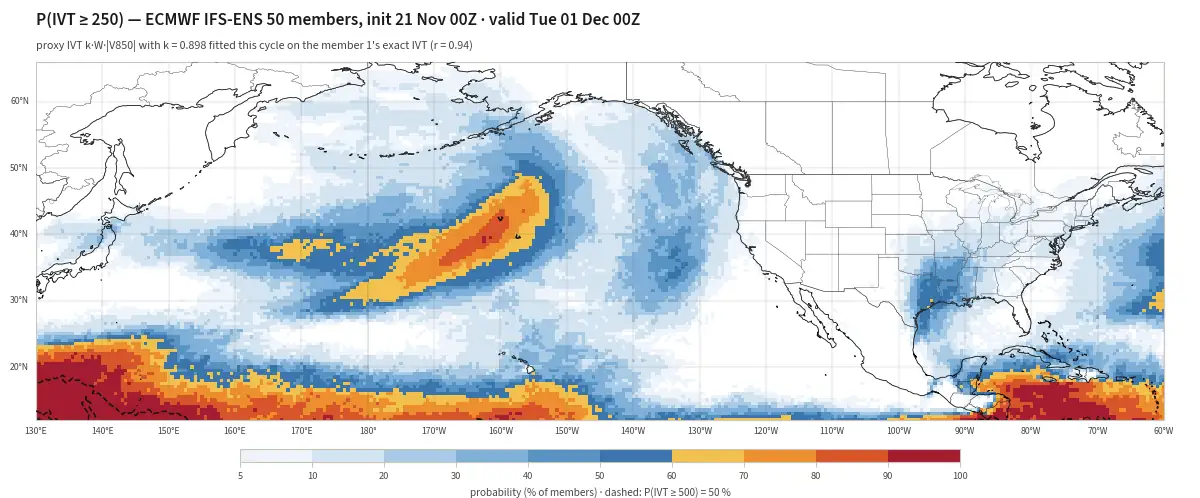 P(IVT ≥ 250) — ECMWF IFS-ENS 50 members, init 21 Nov 00Z · valid Tue 01 Dec 00Z
proxy IVT k·W·|V850| with k = 0.898 fitted this cycle on the member 1's exact IVT (r = 0.94)
60°N
50°N
40°N
30°N
20°N
130°E 140°E 150°E 160°E 170°E 180° 170°W 160°W 150°W 140°W 130°W 120°W 110°W 100°W 90°W 80°W 70°W 60°W
5 10 20 30 40 50 60 70 80 90 100
probability (% of members) · dashed: P(IVT ≥ 500) = 50 %